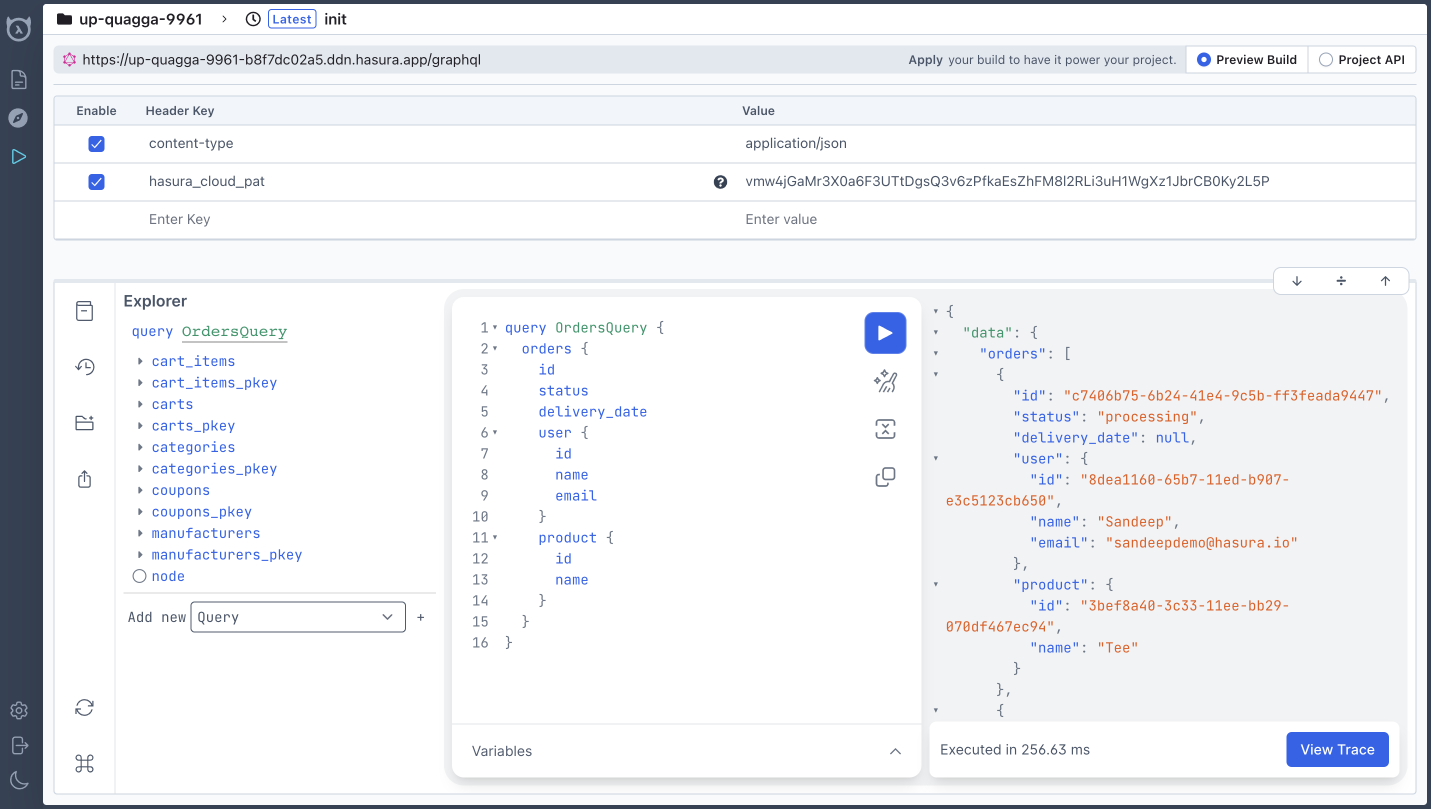 up-quagga-9961 › Latest init
https://up-quagga-9961-b8f7dc02a5.ddn.hasura.app/graphql Apply your build to have it power your project. Preview Build Project API
Enable Header Key Value
content-type application/json
hasura_cloud_pat vmw4jGaMr3X0a6F3UTtDgsQ3v6zPfkaEsZhFM8l2RLi3uH1WgXz1JbrCB0Ky2L5P
Enter Key Enter value
Explorer
query OrdersQuery
cart_items
cart_items_pkey
carts
carts_pkey
categories
categories_pkey
coupons
coupons_pkey
manufacturers
manufacturers_pkey
node
Add new Query +
1 query OrdersQuery {
2 orders {
3 id
4 status
5 delivery_date
6 user {
7 id
8 name
9 email
10 }
11 product {
12 id
13 name
14 }
15 }
16 }
Variables
{
"data": {
"orders": [
{
"id": "c7406b75-6b24-41e4-9c5b-ff3feada9447",
"status": "processing",
"delivery_date": null,
"user": {
"id": "8dea1160-65b7-11ed-b907-
e3c5123cb650",
"name": "Sandeep",
"email": "sandeepdemo@hasura.io"
},
"product": {
"id": "3bef8a40-3c33-11ee-bb29-
070df467ec94",
"name": "Tee"
}
},
{
Executed in 256.63 ms View Trace